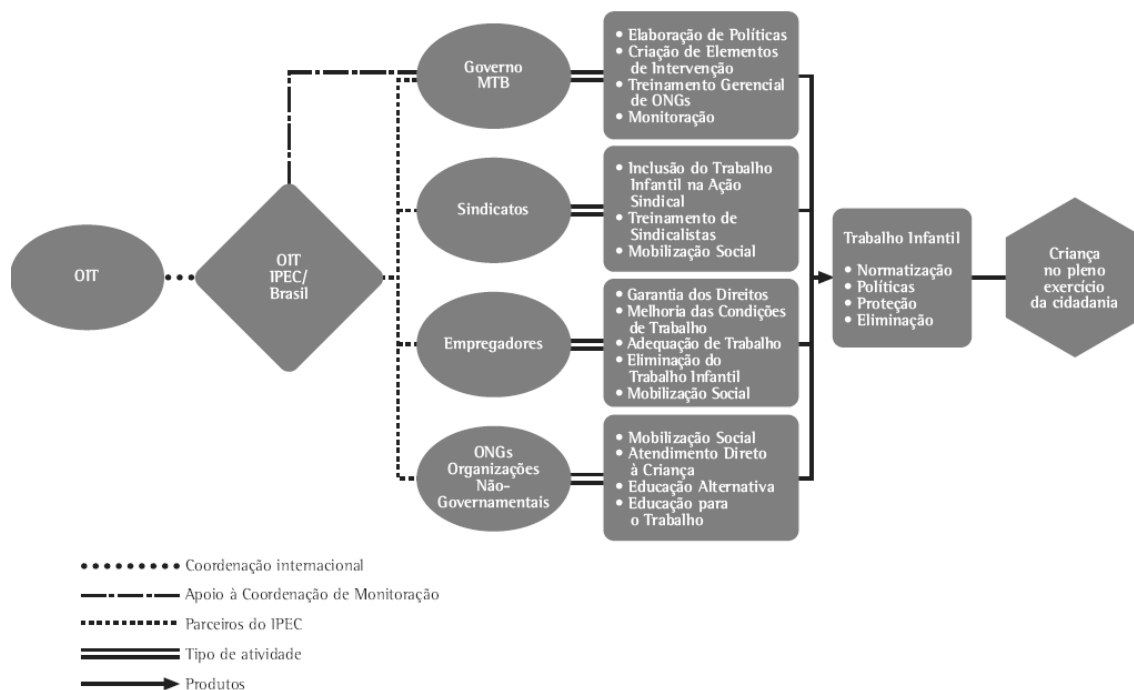 OIT
OIT
IPEC/
Brasil
Governo
MTB
• Elaboração de Políticas
• Criação de Elementos
de Intervenção
• Treinamento Gerencial
de ONGs
• Monitoração
Sindicatos
• Inclusão do Trabalho
Infantil na Ação
Sindical
• Treinamento de
Sindicalistas
• Mobilização Social
Empregadores
• Garantia dos Direitos
• Melhoria das Condições
de Trabalho
• Adequação de Trabalho
• Eliminação do
Trabalho Infantil
• Mobilização Social
ONGs
Organizações
Não-
Governamentais
• Mobilização Social
• Atendimento Direto
à Criança
• Educação Alternativa
• Educação para
o Trabalho
Trabalho Infantil
• Normatização
• Políticas
• Proteção
• Eliminação
Criança
no pleno
exercício
da cidadania
Coordenação internacional
Apoio à Coordenação de Monitoração
Parceiros do IPEC
Tipo de atividade
Produtos